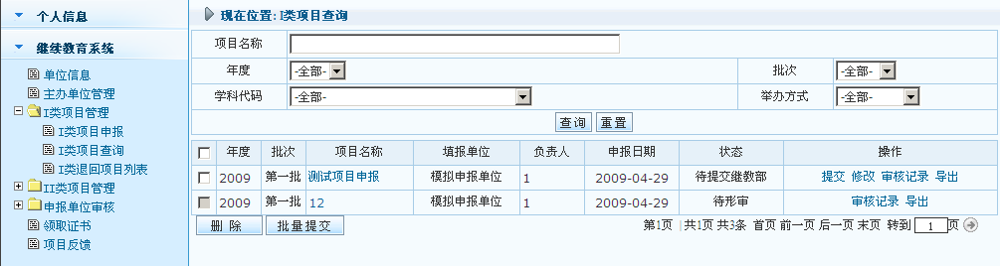 个人信息
继续教育系统
单位信息
主办单位管理
I类项目管理
I类项目申报
I类项目查询
I类退回项目列表
II类项目管理
申报单位审核
领取证书
项目反馈
现在位置: I类项目查询
项目名称
年度 -全部- 批次 -全部-
学科代码 -全部- 举办方式 -全部-
查询 重置
年度 批次 项目名称 填报单位 负责人 申报日期 状态 操作
2009 第一批 测试项目申报 模拟申报单位 1 2009-04-29 待提交继教部 提交 修改 审核记录 导出
2009 第一批 12 模拟申报单位 1 2009-04-29 待形审 审核记录 导出
删 除 批量提交 第1页 | 共1页 共3条 首页 前一页 后一页 末页 转到 1 页